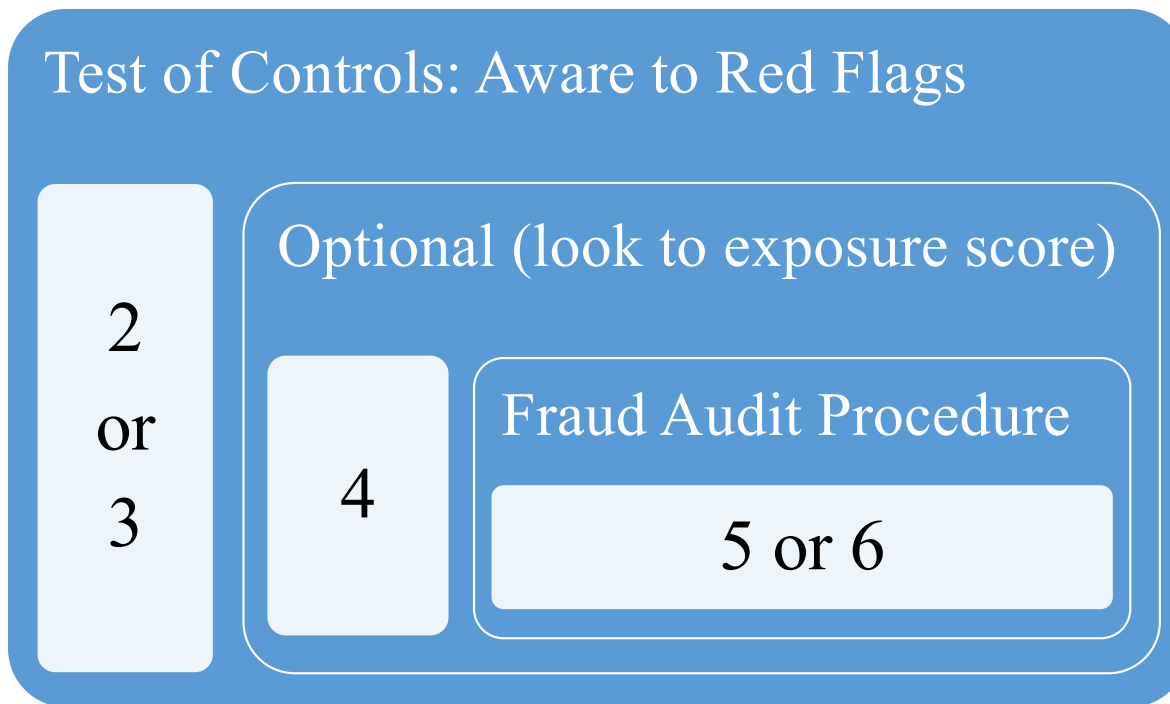 Test of Controls: Aware to Red Flags
2
or
3
Optional (look to exposure score)
4
Fraud Audit Procedure
5 or 6